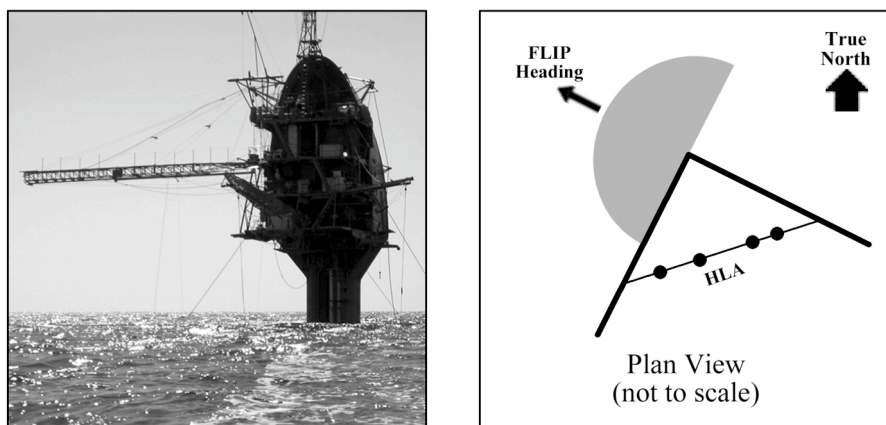 FLIP
Heading
True
North
HLA
Plan View
(not to scale)